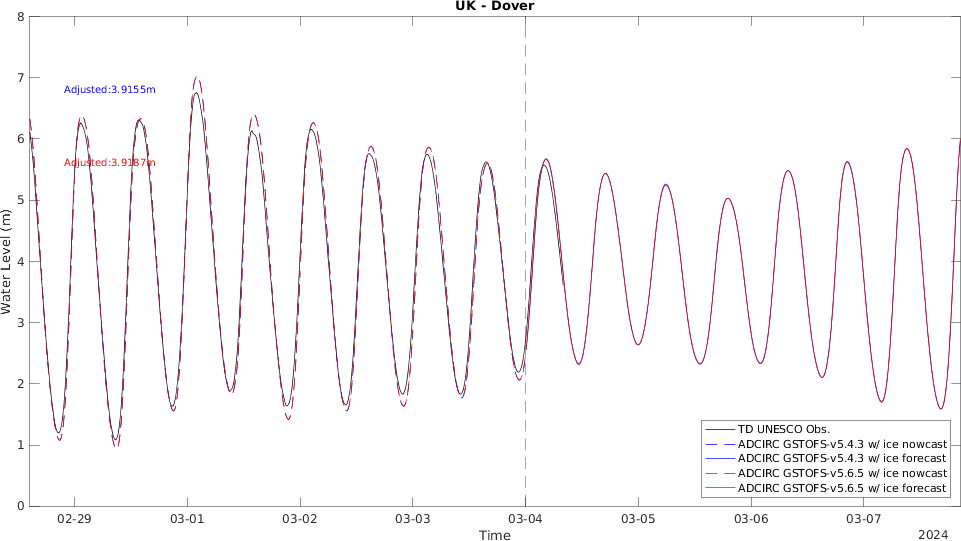 UK - Dover
8
7
6
5
4
3
2
1
0
Water Level (m)
Adjusted:3.9155m
Adjusted:3.9187m
TD UNESCO Obs.
ADCIRC GSTOFS-v5.4.3 w/ ice nowcast
ADCIRC GSTOFS-v5.4.3 w/ ice forecast
ADCIRC GSTOFS-v5.6.5 w/ ice nowcast
ADCIRC GSTOFS-v5.6.5 w/ ice forecast
02-29 03-01 03-02 03-03 03-04 03-05 03-06 03-07
Time
2024